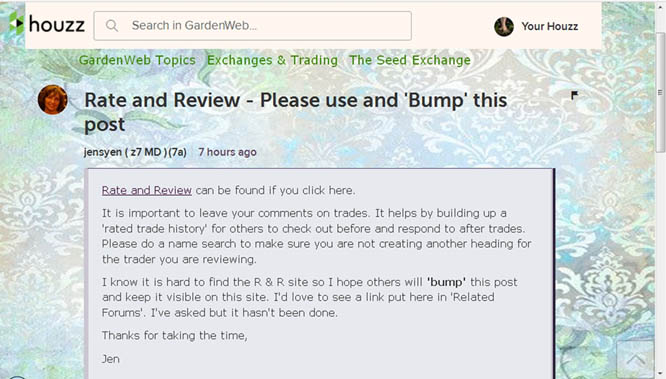 houzz
Search in GardenWeb...
Your Houzz
GardenWeb Topics Exchanges & Trading The Seed Exchange
Rate and Review - Please use and 'Bump' this
post
jensyen ( z7 MD )(7a) 7 hours ago
Rate and Review can be found if you click here.
It is important to leave your comments on trades. It helps by building up a
'rated trade history' for others to check out before and respond to after trades.
Please do a name search to make sure you are not creating another heading for
the trader you are reviewing.
I know it is hard to find the R & R site so I hope others will 'bump' this post
and keep it visible on this site. I'd love to see a link put here in 'Related
Forums'. I've asked but it hasn't been done.
Thanks for taking the time,
Jen